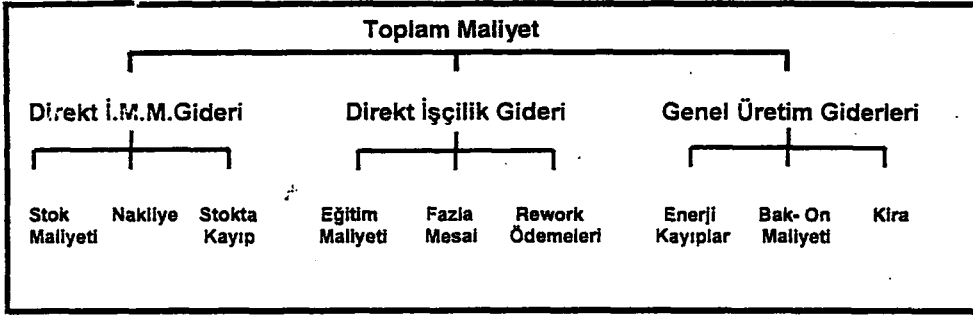 Toplam Maliyet
Direkt İ.M.M.Gideri Direkt İşçilik Gideri Genel Üretim Giderleri
Stok Nakliye Stokta Eğitim Fazla Rework Enerji Bak- On Kira
Maliyeti Kayıp Maliyeti Mesai Ödemeleri Kayıplar Maliyeti